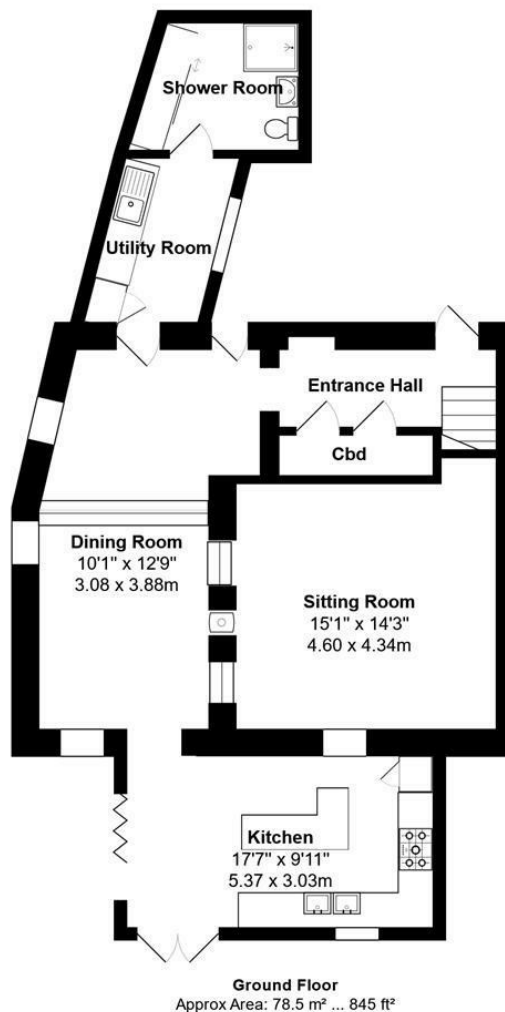 Shower Room
Utility Room
Entrance Hall
Cbd
Dining Room
10'1" x 12'9"
3.08 x 3.88m
Sitting Room
15'1" x 14'3"
4.60 x 4.34m
Kitchen
17'7" x 9'11"
5.37 x 3.03m
Ground Floor
Approx Area: 78.5 m² ... 845 ft²